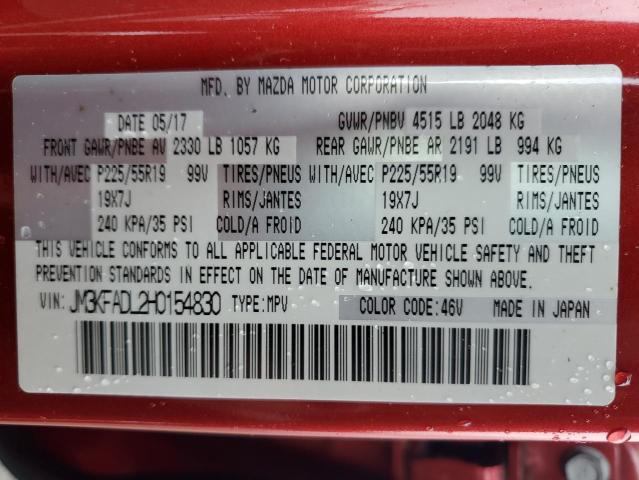 MFD. BY MAZDA MOTOR CORPORATION
DATE 05/17 GVWR/PNBV 4515 LB 2048 KG
FRONT GAWR/PNBE AV 2330 LB 1057 KG REAR GAWR/PNBE AR 2191 LB 994 KG
WITH/AVEC P225/55R19 99V TIRES/PNEUS WITH/AVEC P225/55R19 99V TIRES/PNEUS
19X7J RIMS/JANTES 19X7J RIMS/JANTES
240 KPA/35 PSI COLD/A FROID 240 KPA/35 PSI COLD/A FROID
THIS VEHICLE CONFORMS TO ALL APPLICABLE FEDERAL MOTOR VEHICLE SAFETY AND THEFT
PREVENTION STANDARDS IN EFFECT ON THE DATE OF MANUFACTURE SHOWN ABOVE.
VIN: JM3KFADL2H0154830 TYPE:MPV COLOR CODE:46V MADE IN JAPAN